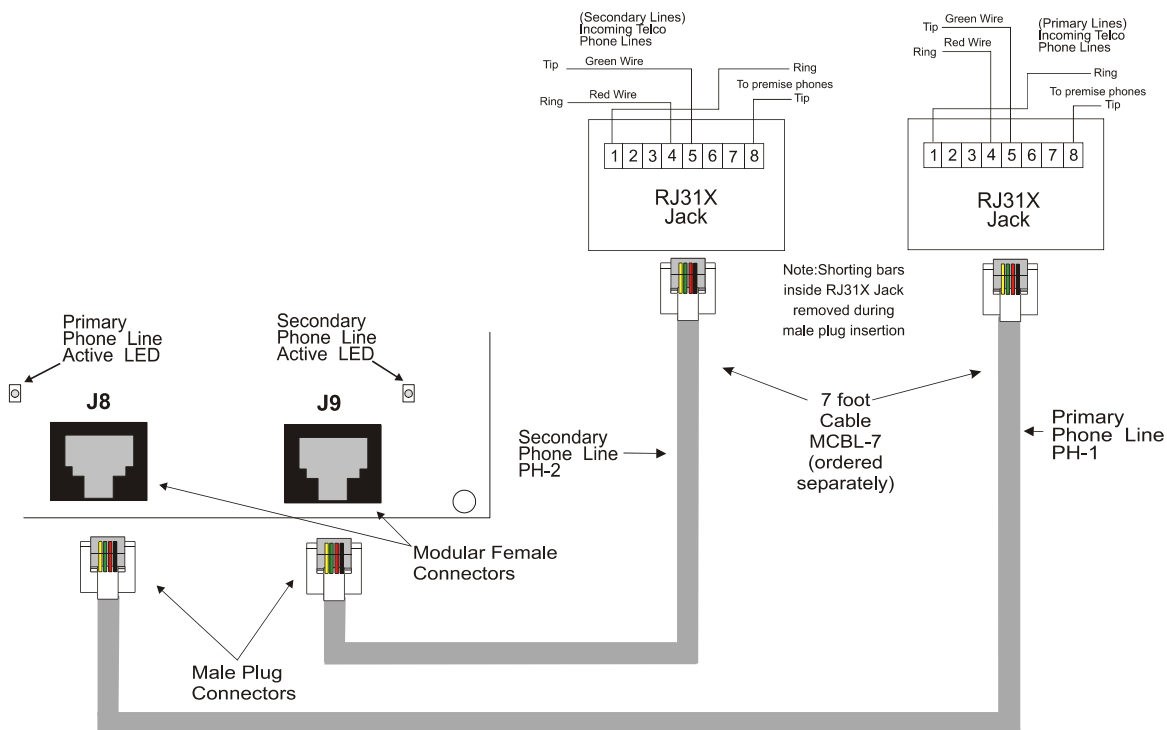 (Secondary Lines)
Incoming Telco
Phone Lines
Tip
Green Wire
Ring
To premise phones
Ring
Red Wire
Tip
1 2 3 4 5 6 7 8
RJ31X
Jack
Green Wire
Tip
(Primary Lines)
Incoming Telco
Phone Lines
Red Wire
Ring
Ring
To premise phones
Tip
1 2 3 4 5 6 7 8
RJ31X
Jack
Note:Shorting bars
inside RJ31X Jack
removed during
male plug insertion
Primary
Phone Line
Active LED
Secondary
Phone Line
Active LED
J8
J9
Secondary
Phone Line
PH-2
7 foot
Cable
MCBL-7
(ordered
separately)
Primary
Phone Line
PH-1
Modular Female
Connectors
Male Plug
Connectors